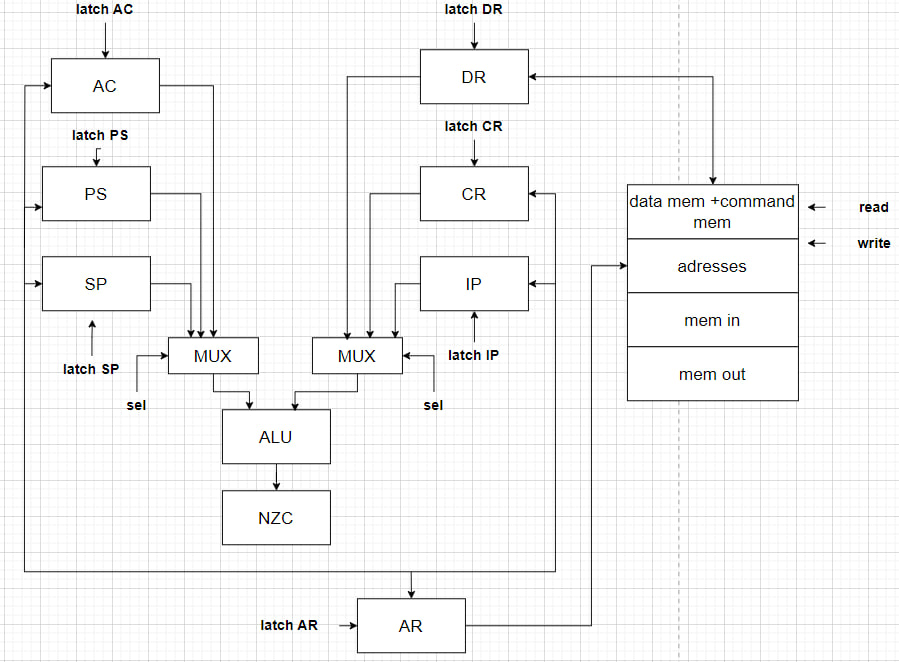 latch AC
latch DR
AC
DR
latch PS
latch CR
PS
CR
data mem +command
mem
read
write
SP
IP
adresses
mem in
latch SP
MUX
MUX
latch IP
mem out
sel
sel
ALU
NZC
latch AR
AR